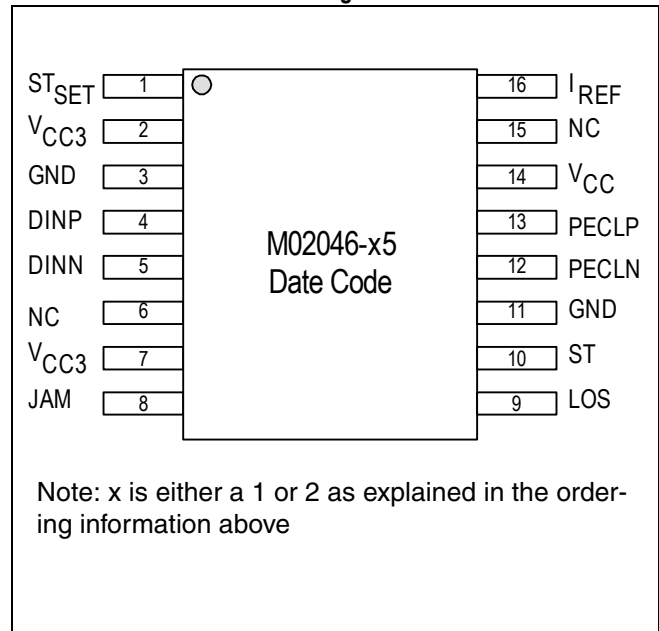 ST_SET 1 16 I_REF
V_CC3 2 15 NC
GND 3 14 V_CC
DINP 4 13 PECLP
DINN 5 12 PECLN
NC 6 11 GND
V_CC3 7 10 ST
JAM 8 9 LOS
M02046-x5
Date Code
Note: x is either a 1 or 2 as explained in the order-
ing information above